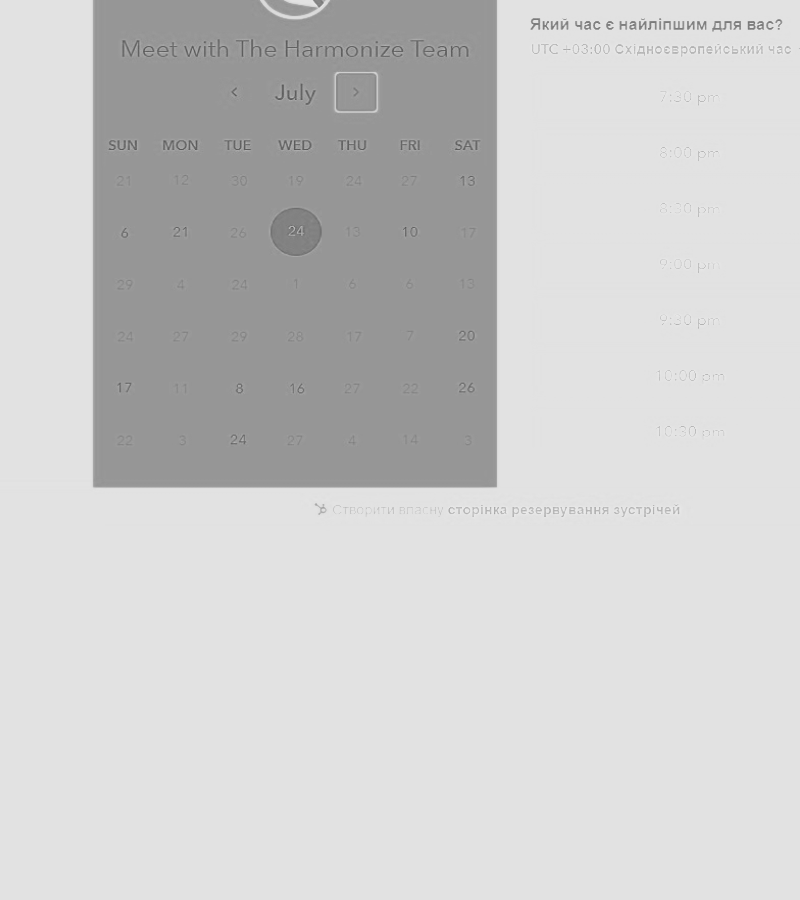 Meet with The Harmonize Team
July
SUN MON TUE WED THU FRI SAT
21 12 30 19 24 27 13
6 21 26 24 13 10 17
29 4 24 1 6 6 13
24 27 29 28 17 7 20
17 11 8 16 27 22 26
22 3 24 27 4 14 3
Який час є найліпшим для вас?
UTC +03:00 Східноєвропейський час
7:30 pm
8:00 pm
8:30 pm
9:00 pm
9:30 pm
10:00 pm
10:30 pm
Створити власну сторінка резервування зустрічей